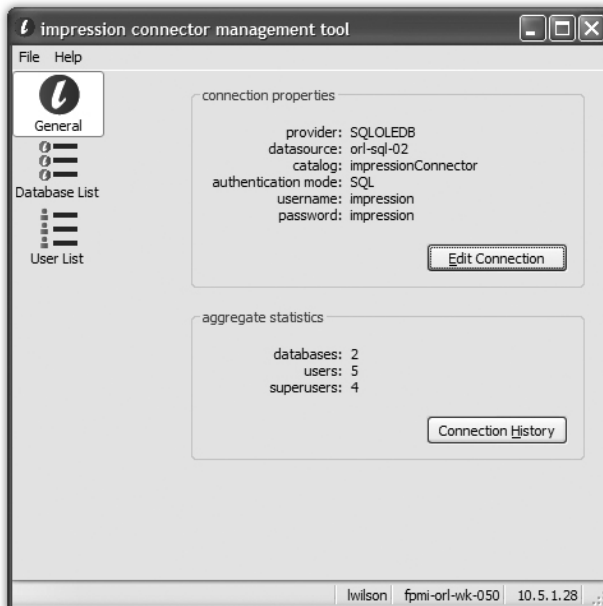 impression connector management tool
File Help
General
Database List
User List
connection properties
provider: SQLOLEDB
datasource: orl-sql-02
catalog: impressionConnector
authentication mode: SQL
username: impression
password: impression
Edit Connection
aggregate statistics
databases: 2
users: 5
superusers: 4
Connection History
lwilson fpmi-orl-wk-050 10.5.1.28